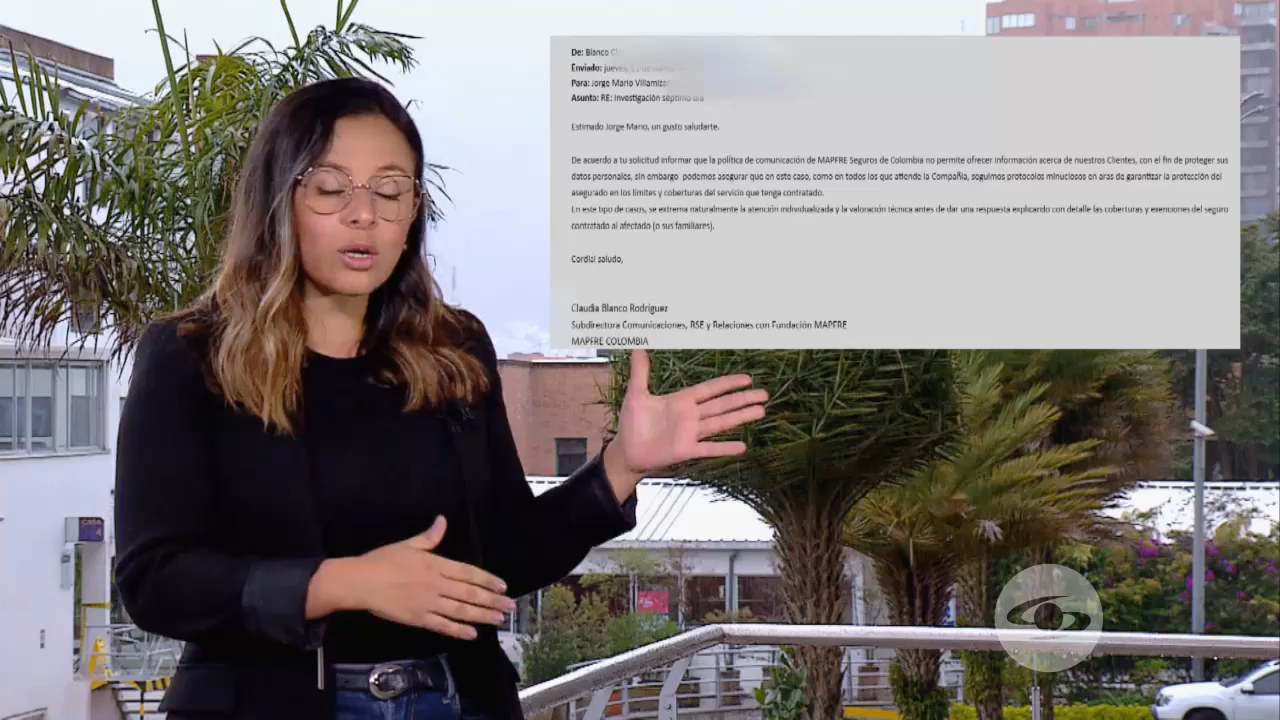 De: Blanco
Enviado: jueves,
Para: Jorge Mario Villamizar
Asunto: RE: Investigación séptimo día
Estimado Jorge Mario, un gusto saludarte.
De acuerdo a tu solicitud informar que la política de comunicación de MAPFRE Seguros de Colombia no permite ofrecer información acerca de nuestros Clientes, con el fin de proteger sus
datos personales, sin embargo podemos asegurar que en este caso, como en todos los que atiende la Compañía, seguimos protocolos minuciosos en aras de garantizar la protección del
asegurado en los límites y coberturas del servicio que tenga contratado.
En este tipo de casos, se extrema naturalmente la atención individualizada y la valoración técnica antes de dar una respuesta explicando con detalle las coberturas y exenciones del seguro
contratado al afectado (o sus familiares).
Cordial saludo,
Claudia Blanco Rodríguez
Subdirectora Comunicaciones, RSE y Relaciones con Fundación MAPFRE
MAPFRE COLOMBIA